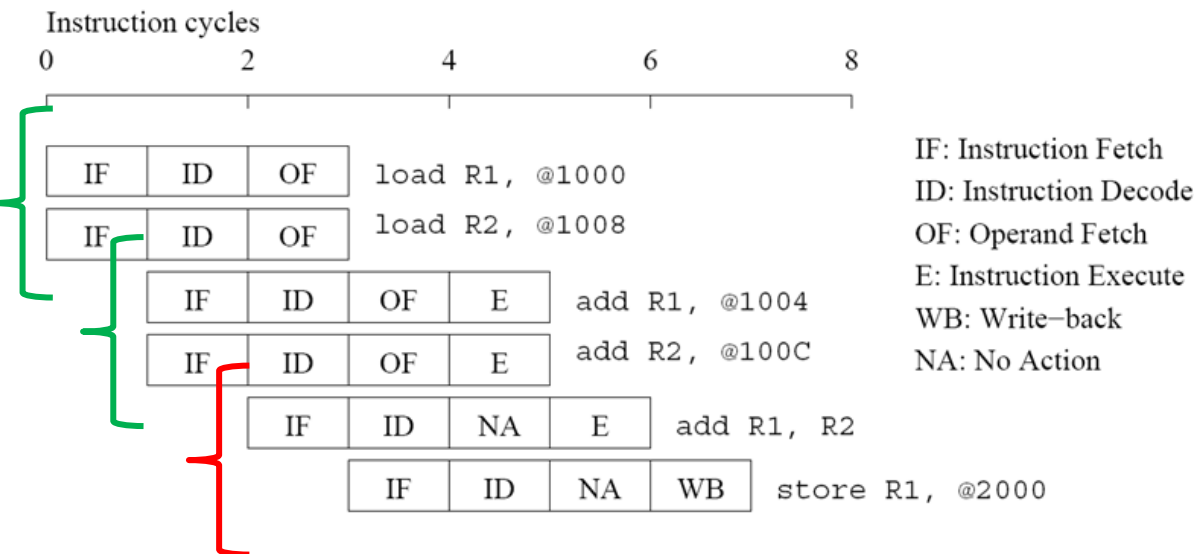 Instruction cycles
0 2 4 6 8
IF ID OF load R1, @1000
IF ID OF load R2, @1008
IF ID OF E add R1, @1004
IF ID OF E add R2, @100C
IF ID NA E add R1, R2
IF ID NA WB store R1, @2000
IF: Instruction Fetch
ID: Instruction Decode
OF: Operand Fetch
E: Instruction Execute
WB: Write−back
NA: No Action